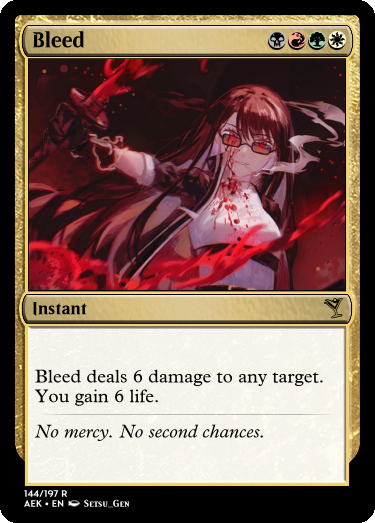 Bleed
Instant
Bleed deals 6 damage to any target.
You gain 6 life.
No mercy. No second chances.
144/197 R
AEK • EN Setsu_Gen